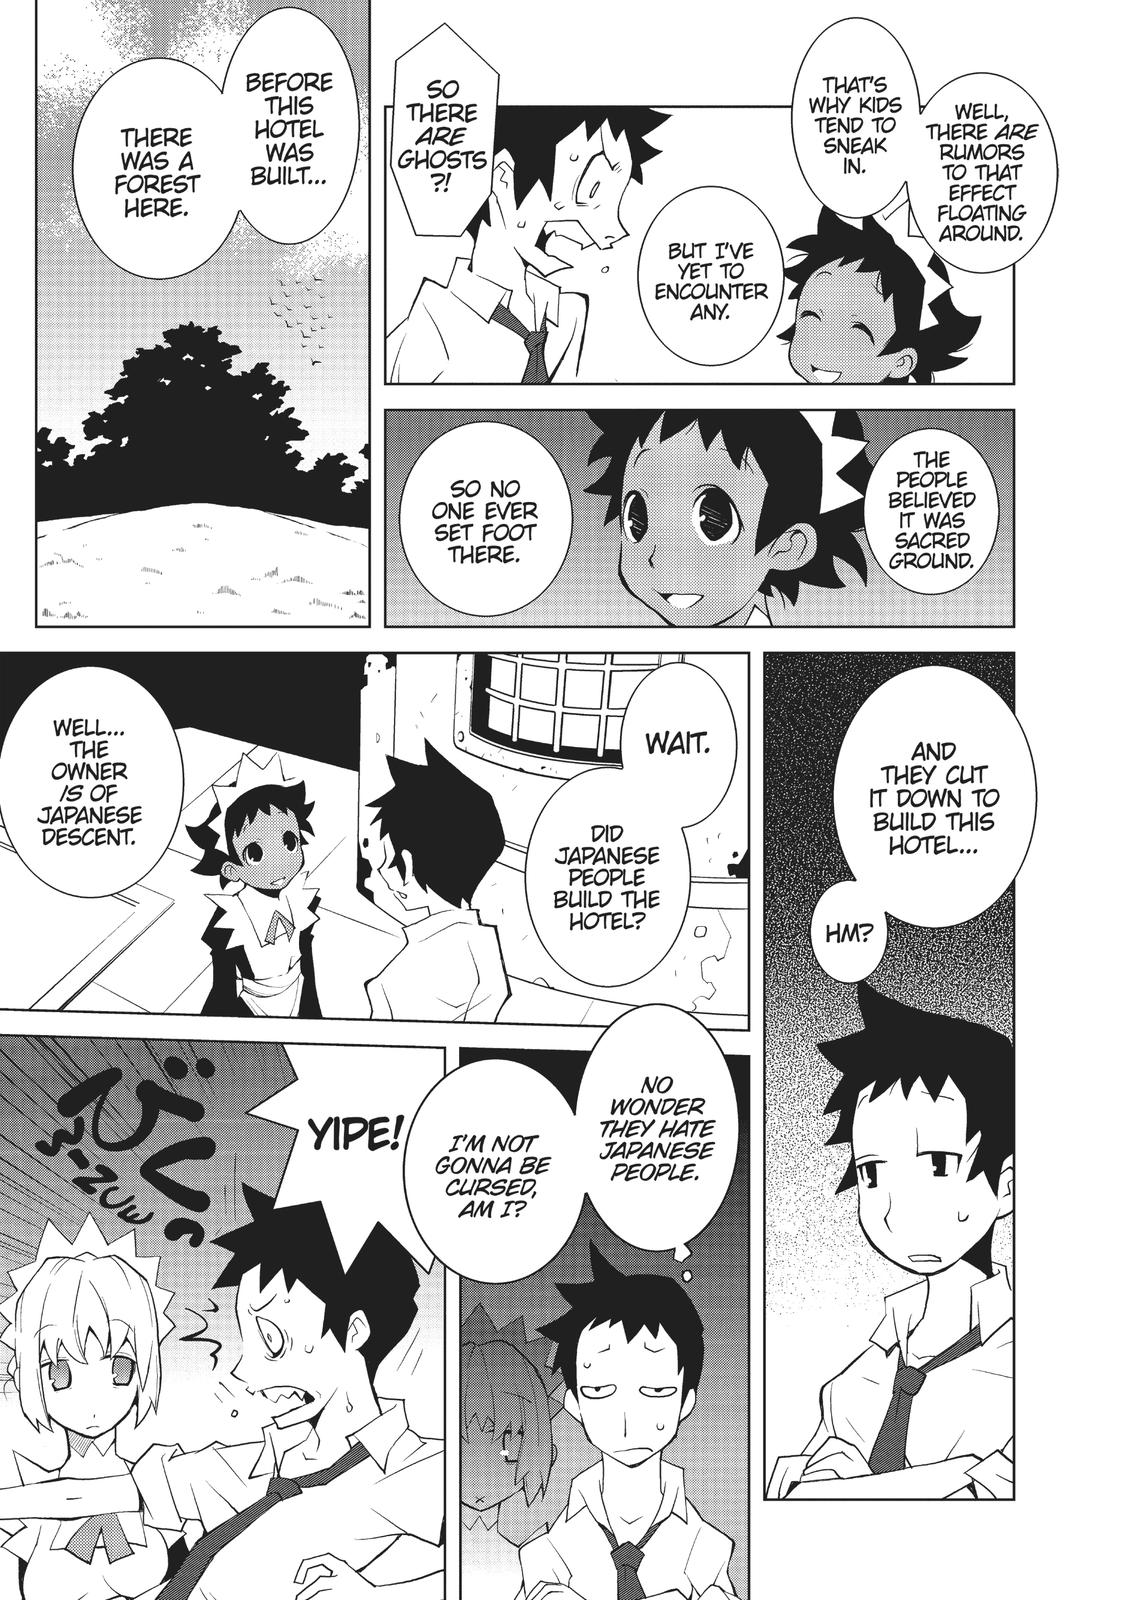 WELL,
THERE ARE
RUMORS
TO THAT
EFFECT
FLOATING
AROUND.
THAT'S
WHY KIDS
TEND TO
SNEAK
IN.
BUT I'VE
YET TO
ENCOUNTER
ANY.
SO
THERE
ARE
GHOSTS
?!
BEFORE
THIS
HOTEL
WAS
BUILT...
THERE
WAS A
FOREST
HERE.
THE
PEOPLE
BELIEVED
IT WAS
SACRED
GROUND.
SO NO
ONE EVER
SET FOOT
THERE.
AND
THEY CUT
IT DOWN TO
BUILD THIS
HOTEL...
HM?
WAIT.
DID
JAPANESE
PEOPLE
BUILD THE
HOTEL?
WELL...
THE
OWNER
IS OF
JAPANESE
DESCENT.
NO
WONDER
THEY HATE
JAPANESE
PEOPLE.
I'M NOT
GONNA BE
CURSED,
AM I?
YIPE!
びくっ